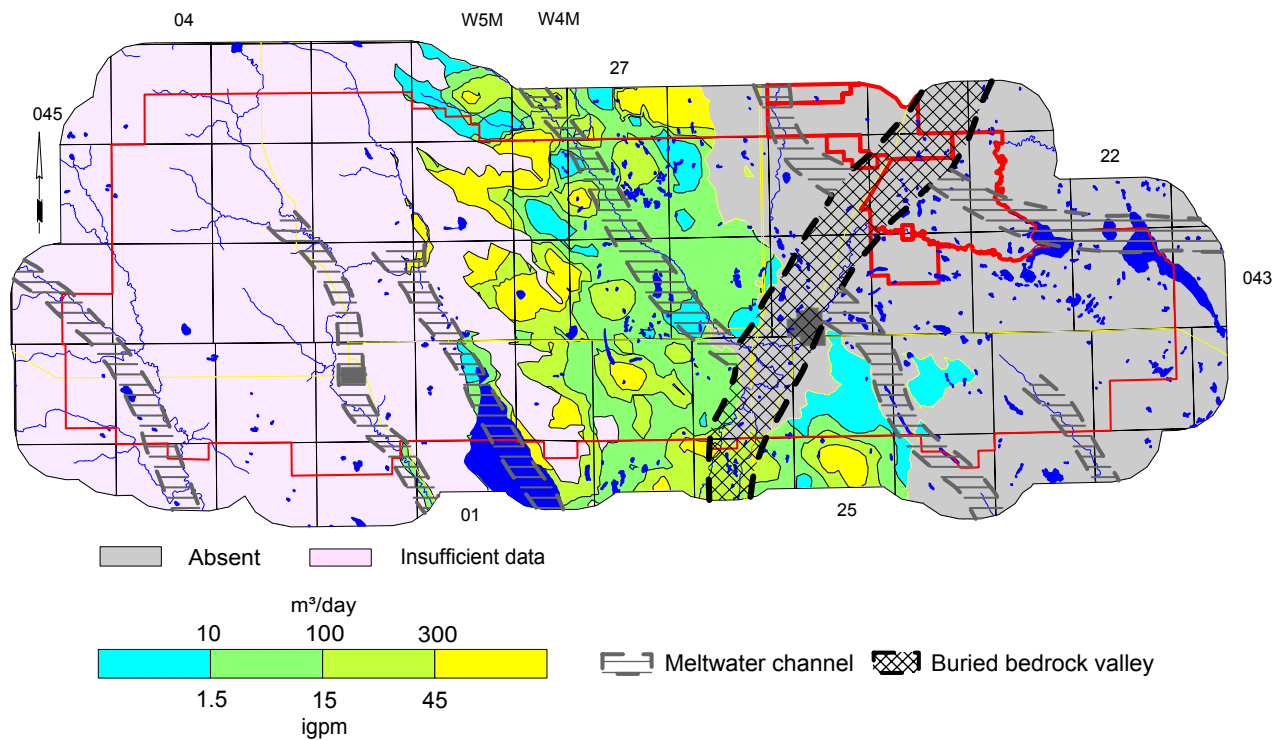 04
W5M
W4M
27
045
22
043
01
25
Absent
Insufficient data
m³/day
10
100
300
1.5
15
45
igpm
Meltwater channel
Buried bedrock valley